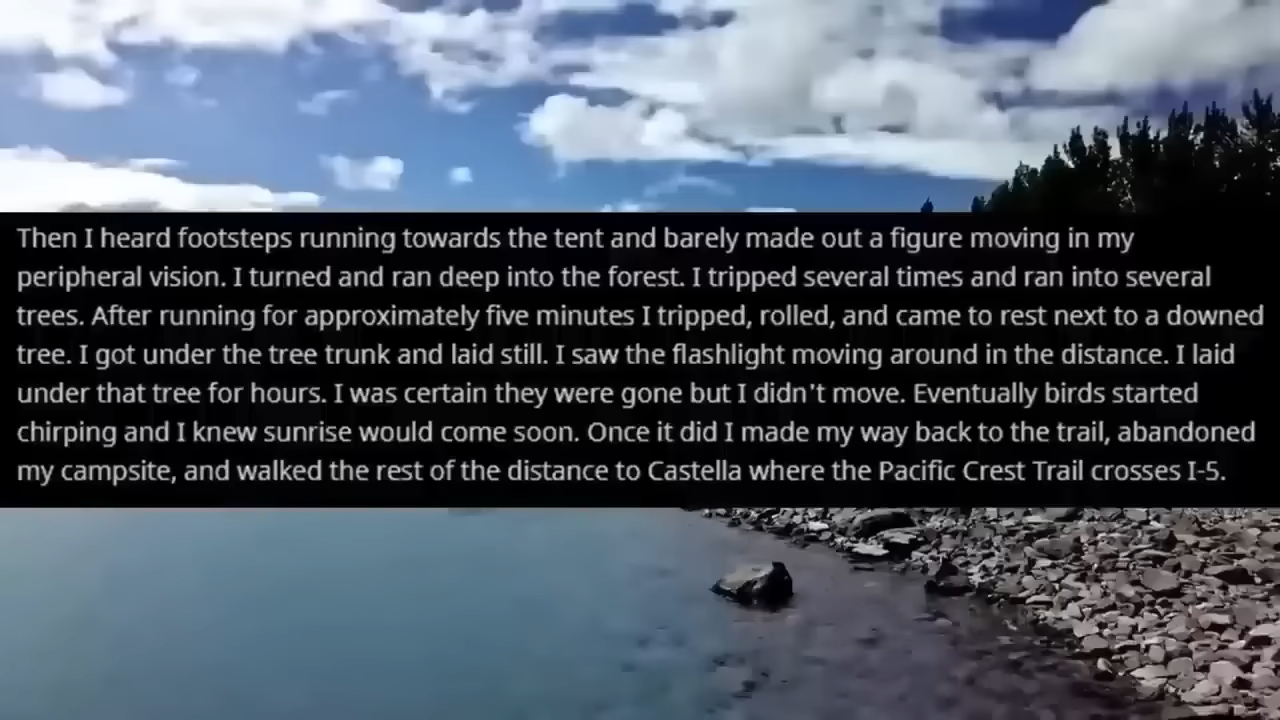 Then I heard footsteps running towards the tent and barely made out a figure moving in my
peripheral vision. I turned and ran deep into the forest. I tripped several times and ran into several
trees. After running for approximately five minutes I tripped, rolled, and came to rest next to a downed
tree. I got under the tree trunk and laid still. I saw the flashlight moving around in the distance. I laid
under that tree for hours. I was certain they were gone but I didn't move. Eventually birds started
chirping and I knew sunrise would come soon. Once it did I made my way back to the trail, abandoned
my campsite, and walked the rest of the distance to Castella where the Pacific Crest Trail crosses I-5.